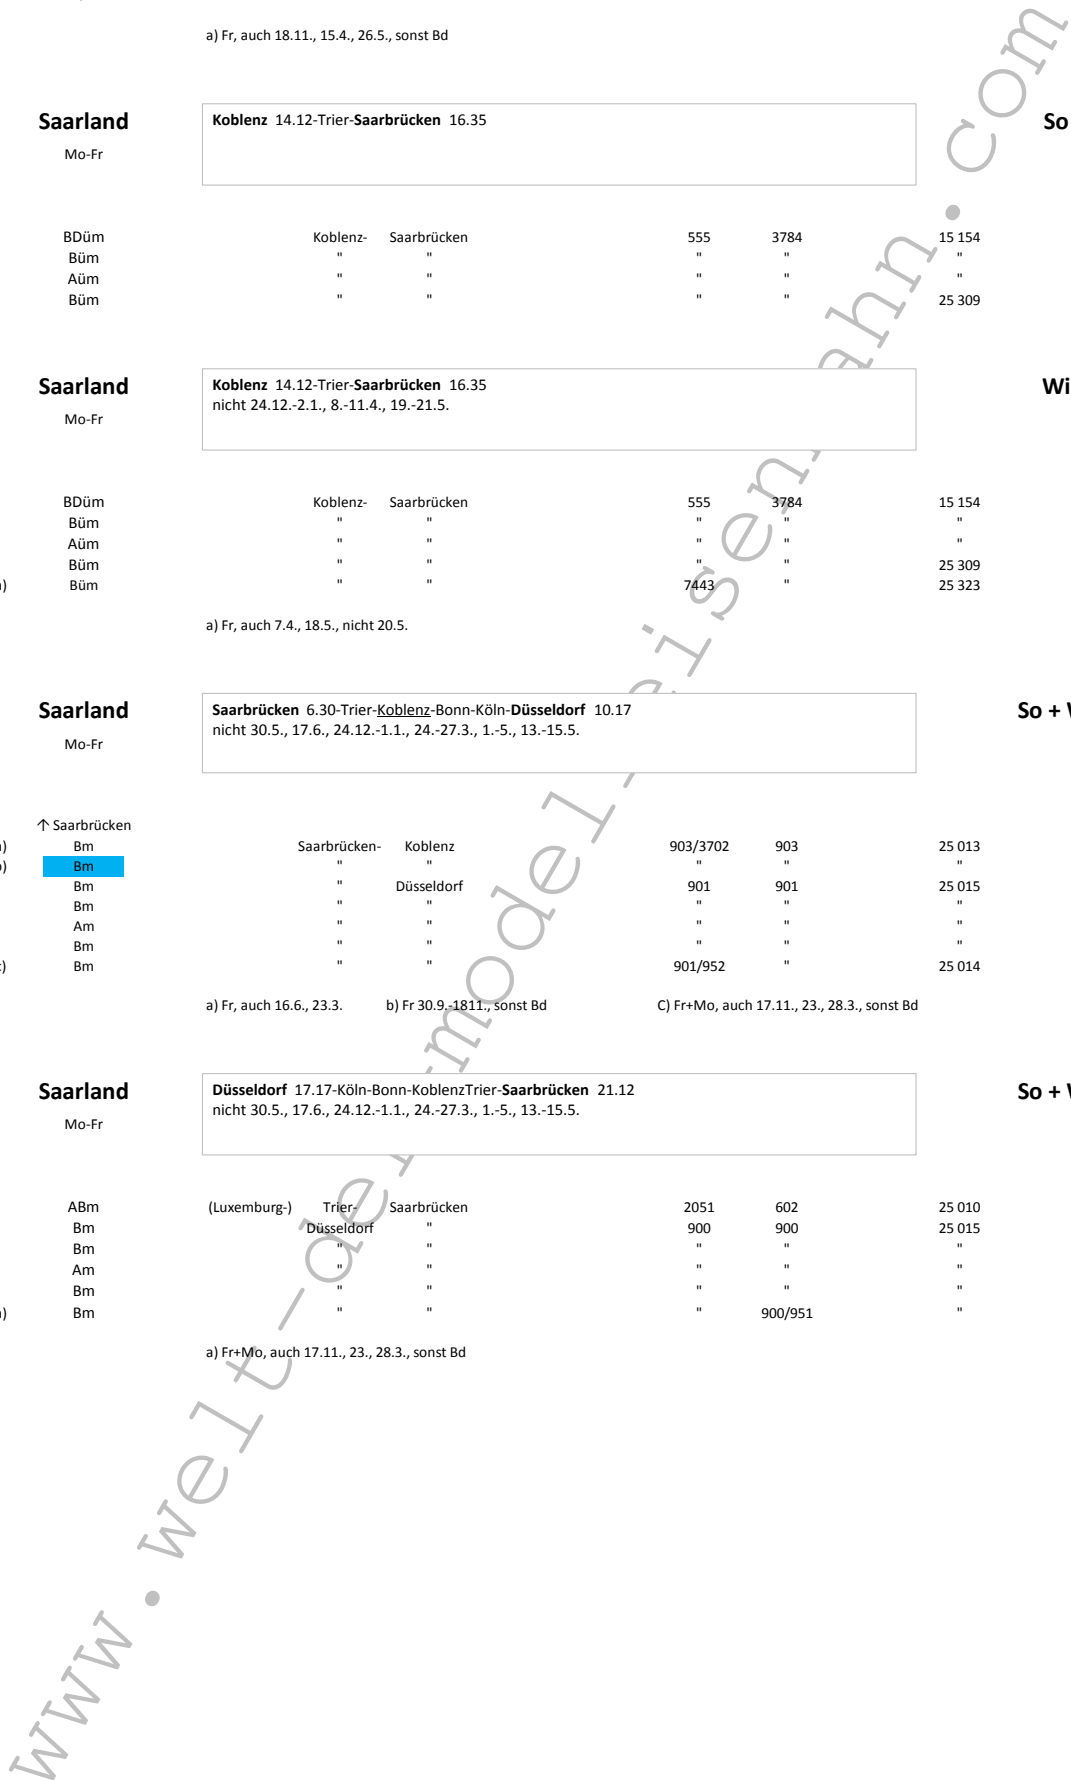 a) Fr, auch 18.11., 15.4., 26.5., sonst Bd
Saarland Koblenz 14.12-Trier-Saarbrücken 16.35 So
Mo-Fr
BDüm Koblenz- Saarbrücken 555 3784 15 154
Büm " " " " "
Aüm " " " " "
Büm " " " " 25 309
Saarland Koblenz 14.12-Trier-Saarbrücken 16.35 Wi
nicht 24.12.-2.1., 8.-11.4., 19.-21.5.
Mo-Fr
BDüm Koblenz- Saarbrücken 555 3784 15 154
Büm " " " " "
Aüm " " " " "
Büm " " " " 25 309
) Büm " " 7443 " 25 323
a) Fr, auch 7.4., 18.5., nicht 20.5.
Saarland Saarbrücken 6.30-Trier-Koblenz-Bonn-Köln-Düsseldorf 10.17 So +
nicht 30.5., 17.6., 24.12.-1.1., 24.-27.3., 1.-5., 13.-15.5.
Mo-Fr
↑ Saarbrücken
) Bm Saarbrücken- Koblenz 903/3702 903 25 013
) Bm " " " " "
Bm " Düsseldorf 901 901 25 015
Bm " " " " "
Am " " " " "
Bm " " " " "
) Bm " " 901/952 " 25 014
a) Fr, auch 16.6., 23.3. b) Fr 30.9.-1811., sonst Bd C) Fr+Mo, auch 17.11., 23., 28.3., sonst Bd
Saarland Düsseldorf 17.17-Köln-Bonn-KoblenzTrier-Saarbrücken 21.12 So +
nicht 30.5., 17.6., 24.12.-1.1., 24.-27.3., 1.-5., 13.-15.5.
Mo-Fr
ABm (Luxemburg-) Trier- Saarbrücken 2051 602 25 010
Bm Düsseldorf " 900 900 25 015
Bm " " " " "
Am " " " " "
Bm " " " " "
) Bm " " " 900/951 "
a) Fr+Mo, auch 17.11., 23., 28.3., sonst Bd
www.welt-der-modelleisenbahn.com